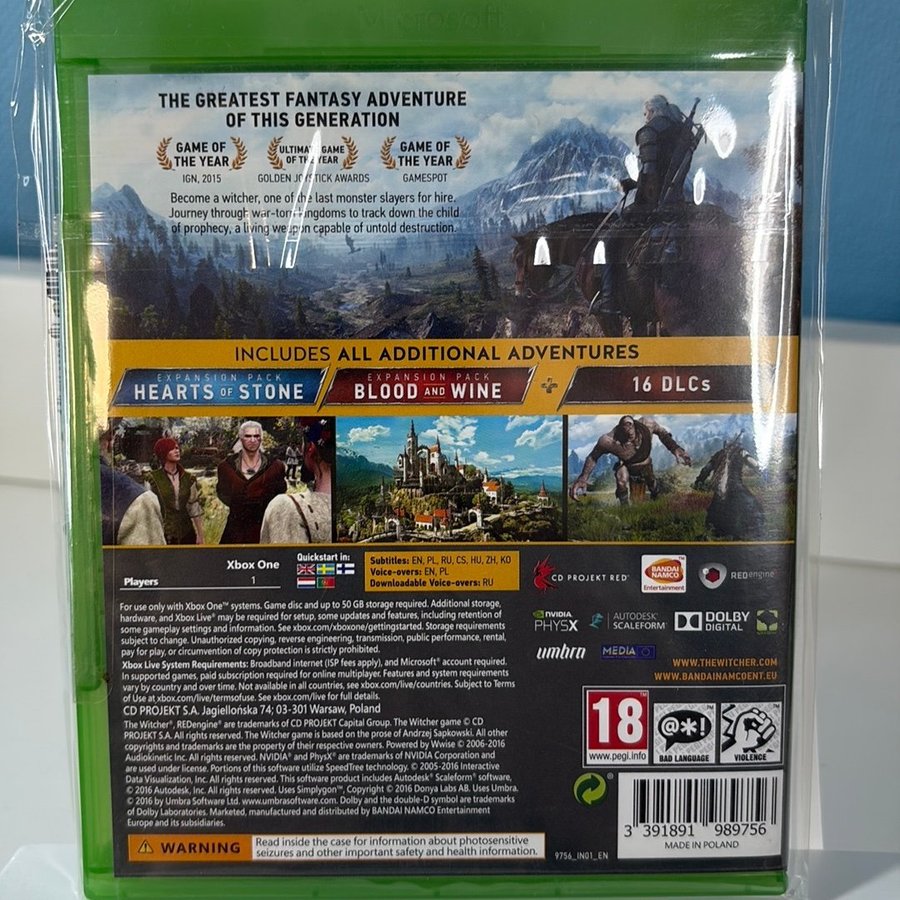 Microsoft
THE GREATEST FANTASY ADVENTURE
OF THIS GENERATION
GAME OF
THE YEAR
IGN, 2015
ULTIMATE GAME
OF THE YEAR
GOLDEN JOYSTICK AWARDS
GAME OF
THE YEAR
GAMESPOT
Become a witcher, one of the last monster slayers for hire.
Journey through war-torn kingdoms to track down the child
of prophecy, a living weapon capable of untold destruction.
INCLUDES ALL ADDITIONAL ADVENTURES
EXPANSION PACK
HEARTS OF STONE
EXPANSION PACK
BLOOD AND WINE
+
16 DLCs
Xbox One
Players 1
Quickstart in:
Subtitles: EN, PL, RU, CS, HU, ZH, KO
Voice-overs: EN, PL
Downloadable Voice-overs: RU
CD PROJEKT RED
BANDAI
NAMCO
Entertainment
REDengine
For use only with Xbox One™ systems. Game disc and up to 50 GB storage required. Additional storage,
hardware, and Xbox Live® may be required for setup, some updates and features, including retention of
some gameplay settings and information. See xbox.com/xboxone/gettingstarted. Storage requirements
subject to change. Unauthorized copying, reverse engineering, transmission, public performance, rental,
pay for play, or circumvention of copy protection is strictly prohibited.
Xbox Live System Requirements: Broadband internet (ISP fees apply), and Microsoft® account required.
In supported games, paid subscription required for online multiplayer. Features and system requirements
vary by country and over time. Not available in all countries, see xbox.com/live/countries. Subject to Terms
of Use at xbox.com/live/termsofuse. See xbox.com/live for full details.
CD PROJEKT S.A. Jagiellońska 74; 03-301 Warsaw, Poland
The Witcher®, REDengine® are trademarks of CD PROJEKT Capital Group. The Witcher game © CD
PROJEKT S.A. All rights reserved. The Witcher game is based on the prose of Andrzej Sapkowski. All other
copyrights and trademarks are the property of their respective owners. Powered by Wwise © 2006-2016
Audiokinetic Inc. All rights reserved. NVIDIA® and PhysX® are trademarks of NVIDIA Corporation and
are used under license. Portions of this software utilize SpeedTree technology. © 2005-2016 Interactive
Data Visualization, Inc. All rights reserved. This software product includes Autodesk® Scaleform® software,
© 2016 Autodesk, Inc. All rights reserved. Uses Simplygon™, Copyright © 2016 Donya Labs AB. Uses Umbra.
© 2016 by Umbra Software Ltd. www.umbrasoftware.com. Dolby and the double-D symbol are trademarks
of Dolby Laboratories. Marketed, manufactured and distributed by BANDAI NAMCO Entertainment
Europe and its subsidiaries.
NVIDIA
PHYSX
AUTODESK®
SCALEFORM®
DOLBY
DIGITAL
umbra
MEDIA
WWW.THEWITCHER.COM
WWW.BANDAINAMCOENT.EU
18
www.pegi.info
@*!
BAD LANGUAGE
VIOLENCE
3 391891 989756
MADE IN POLAND
WARNING
Read inside the case for information about photosensitive
seizures and other important safety and health information.
9756_IN01_EN